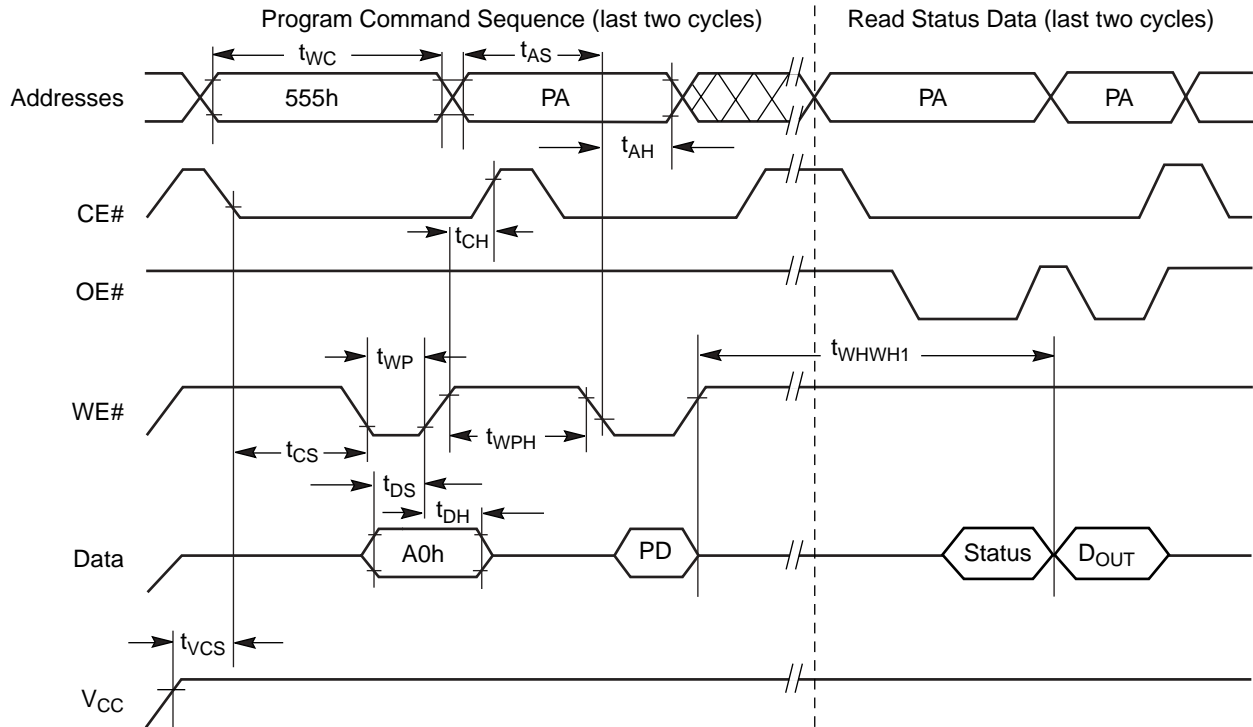 Program Command Sequence (last two cycles)
Read Status Data (last two cycles)
tWC
tAS
Addresses
555h
PA
PA
PA
tAH
CE#
tCH
OE#
tWP
tWHWH1
WE#
tCS
tWPH
tDS
tDH
Data
A0h
PD
Status
DOUT
tVCS
VCC